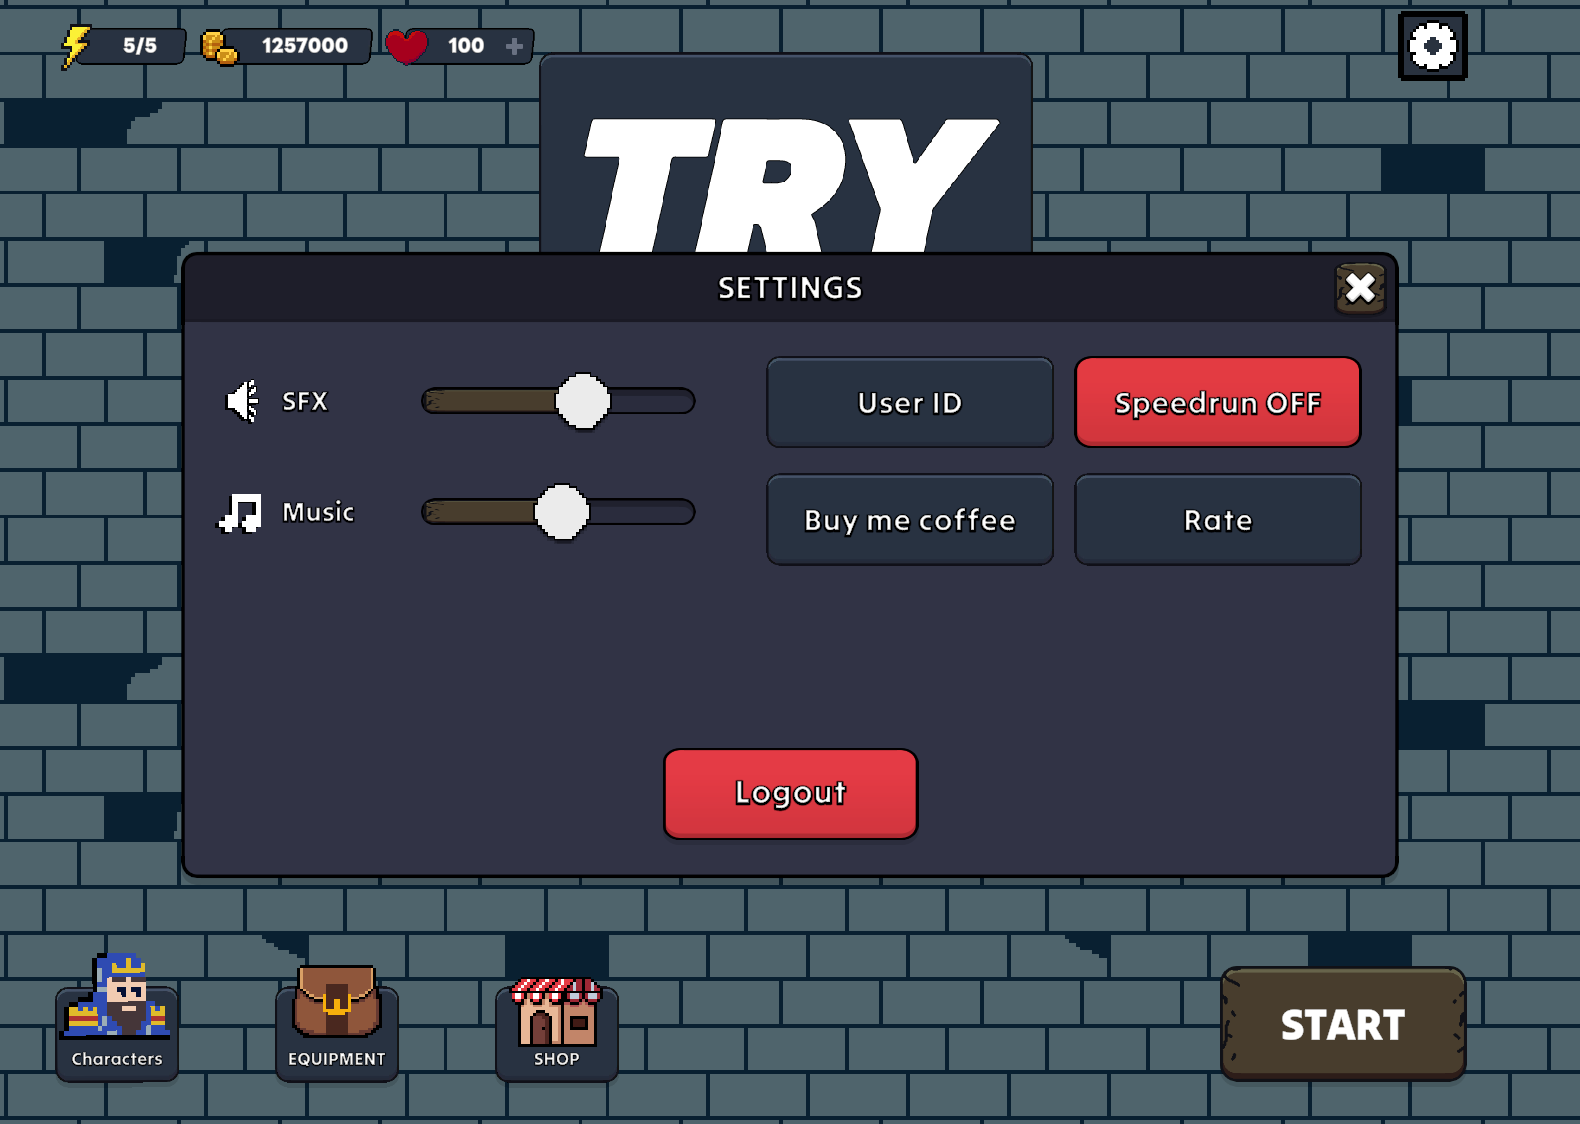 5/5
1257000
100 +
TRY
SETTINGS
SFX
User ID
Speedrun OFF
Music
Buy me coffee
Rate
Logout
Characters
EQUIPMENT
SHOP
START